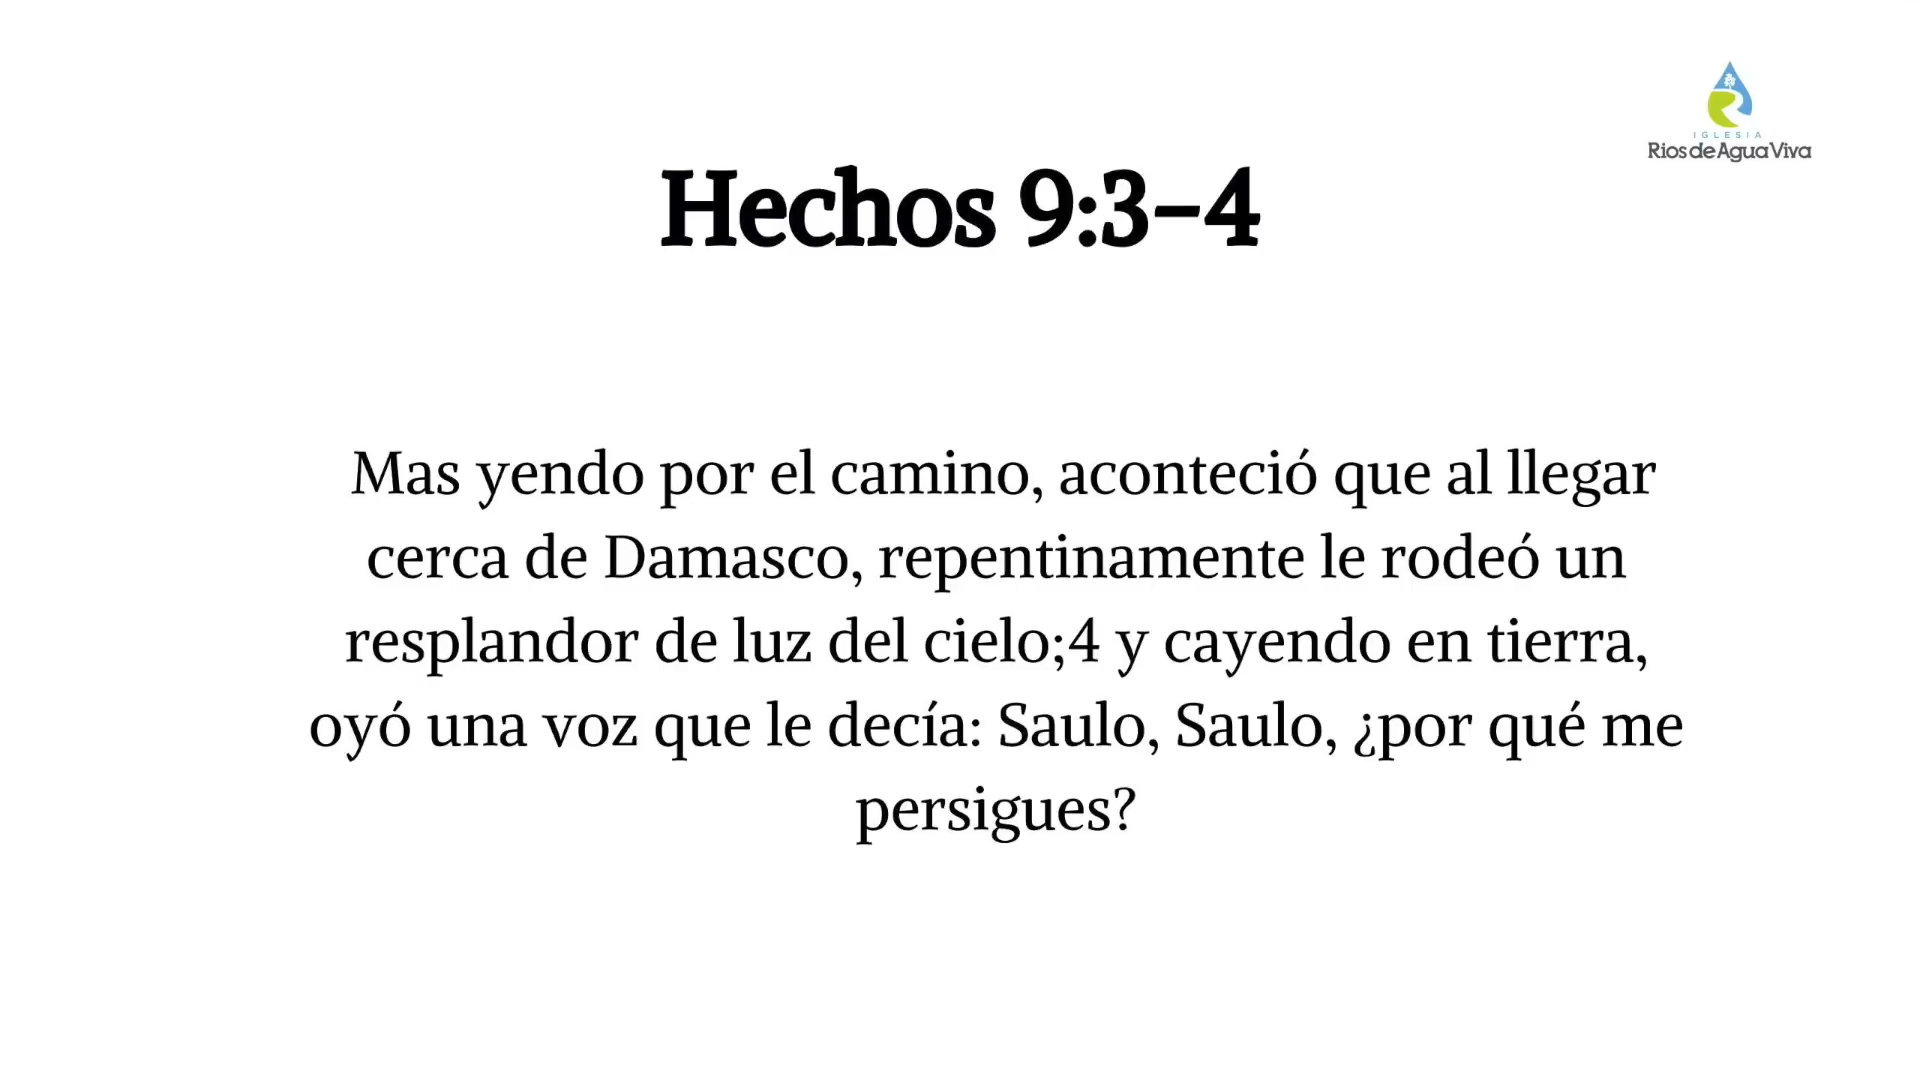 IGLESIA
Rios de Agua Viva
Hechos 9:3-4
Mas yendo por el camino, aconteció que al llegar
cerca de Damasco, repentinamente le rodeó un
resplandor de luz del cielo;4 y cayendo en tierra,
oyó una voz que le decía: Saulo, Saulo, ¿por qué me
persigues?